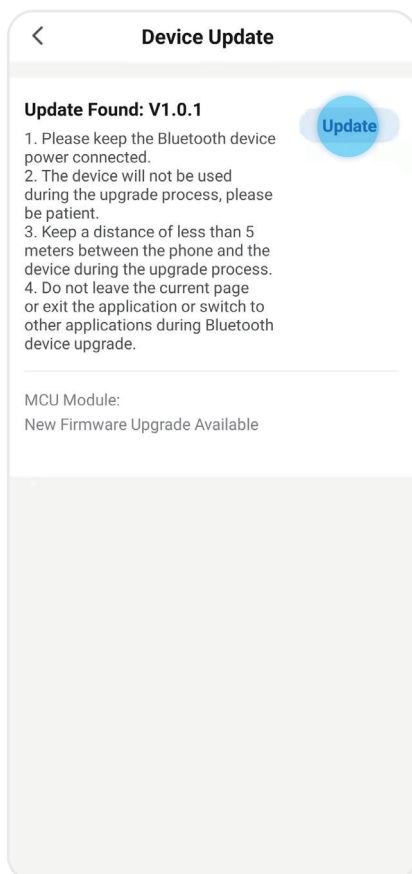 Device Update
Update Found: V1.0.1
Update
1. Please keep the Bluetooth device
power connected.
2. The device will not be used
during the upgrade process, please
be patient.
3. Keep a distance of less than 5
meters between the phone and the
device during the upgrade process.
4. Do not leave the current page
or exit the application or switch to
other applications during Bluetooth
device upgrade.
MCU Module:
New Firmware Upgrade Available